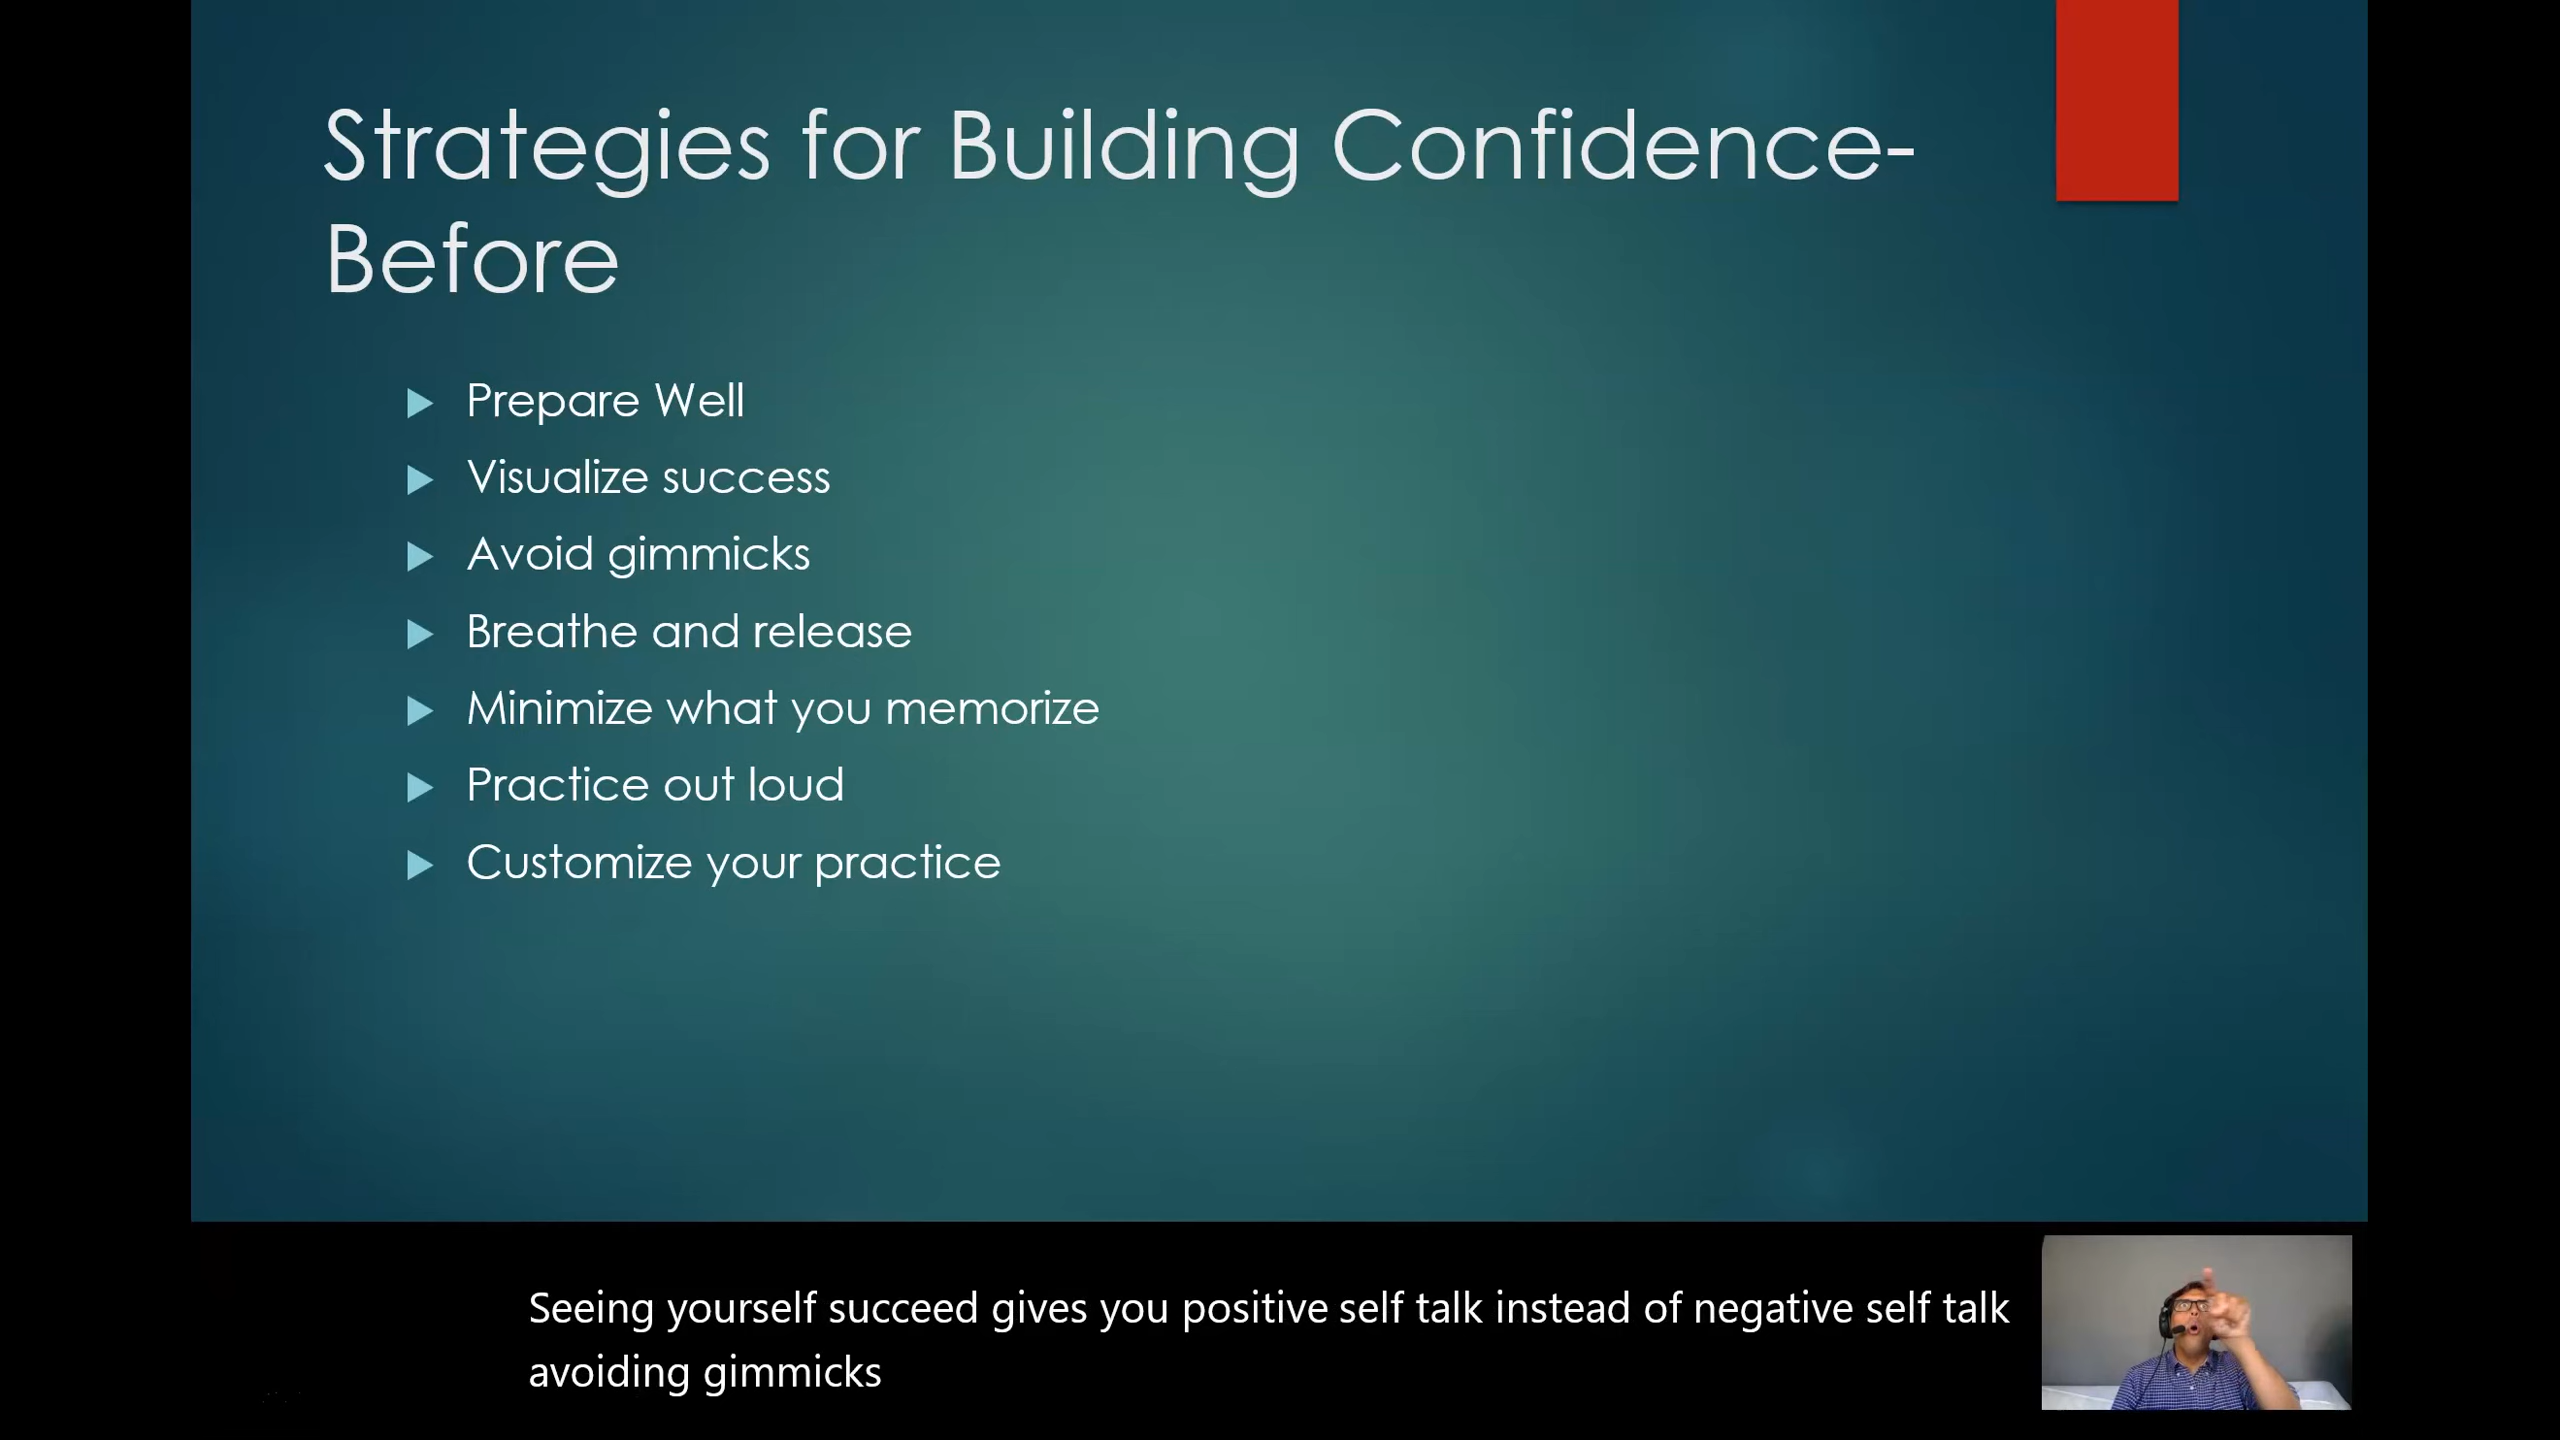 Strategies for Building Confidence-
Before
Prepare Well
Visualize success
Avoid gimmicks
Breathe and release
Minimize what you memorize
Practice out loud
Customize your practice
Seeing yourself succeed gives you positive self talk instead of negative self talk
avoiding gimmicks